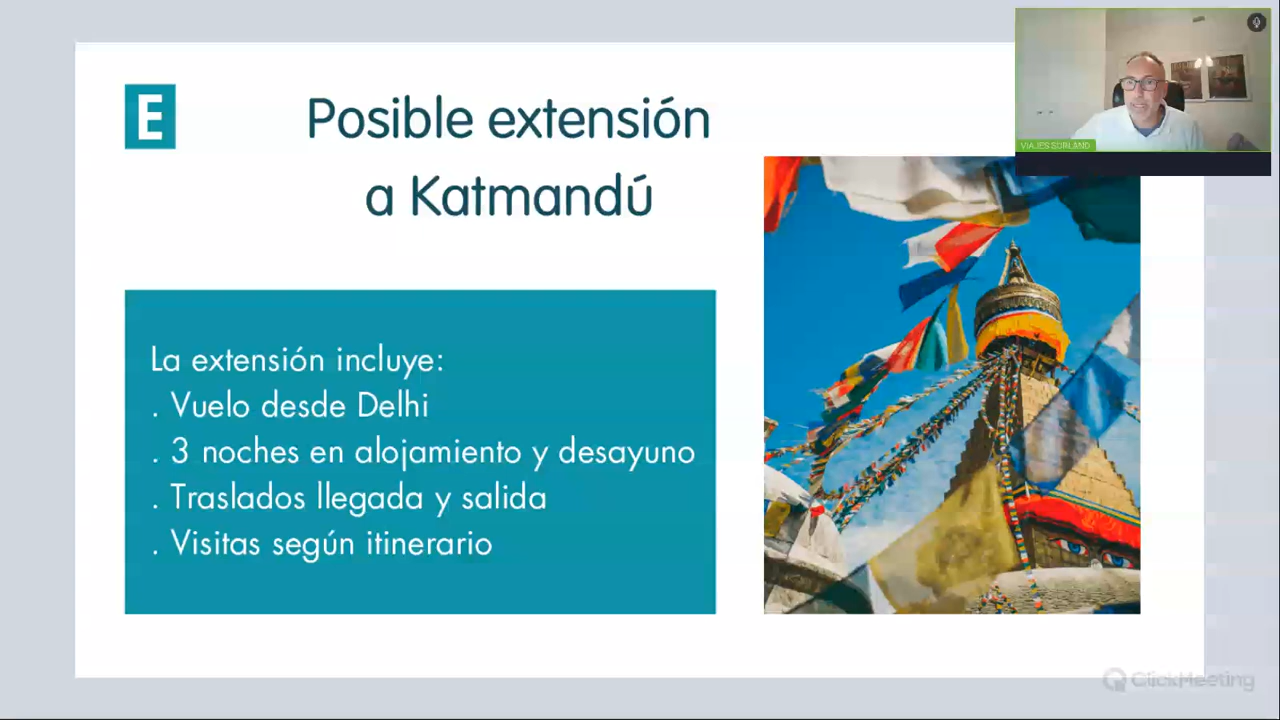 E
Posible extensión
a Katmandú
VIAJES SORLAND
La extensión incluye:
. Vuelo desde Delhi
. 3 noches en alojamiento y desayuno
. Traslados llegada y salida
. Visitas según itinerario
ClickMeeting